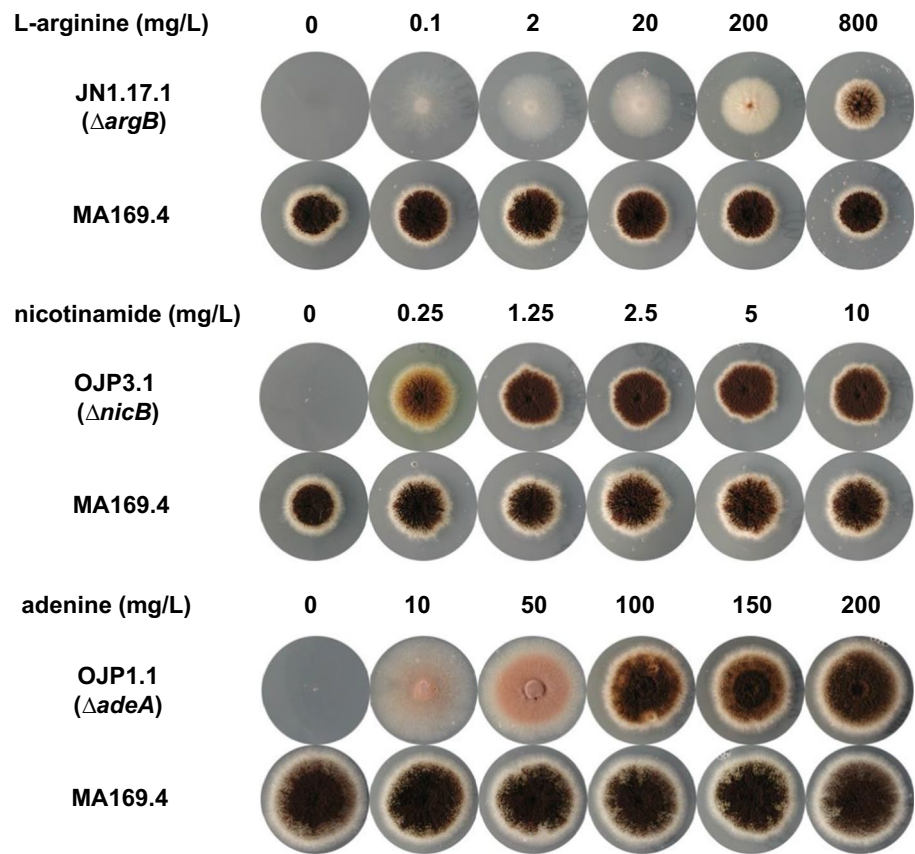 L-arginine (mg/L) 0 0.1 2 20 200 800
JN1.17.1
(ΔargB)
MA169.4
nicotinamide (mg/L) 0 0.25 1.25 2.5 5 10
OJP3.1
(ΔnicB)
MA169.4
adenine (mg/L) 0 10 50 100 150 200
OJP1.1
(ΔadeA)
MA169.4